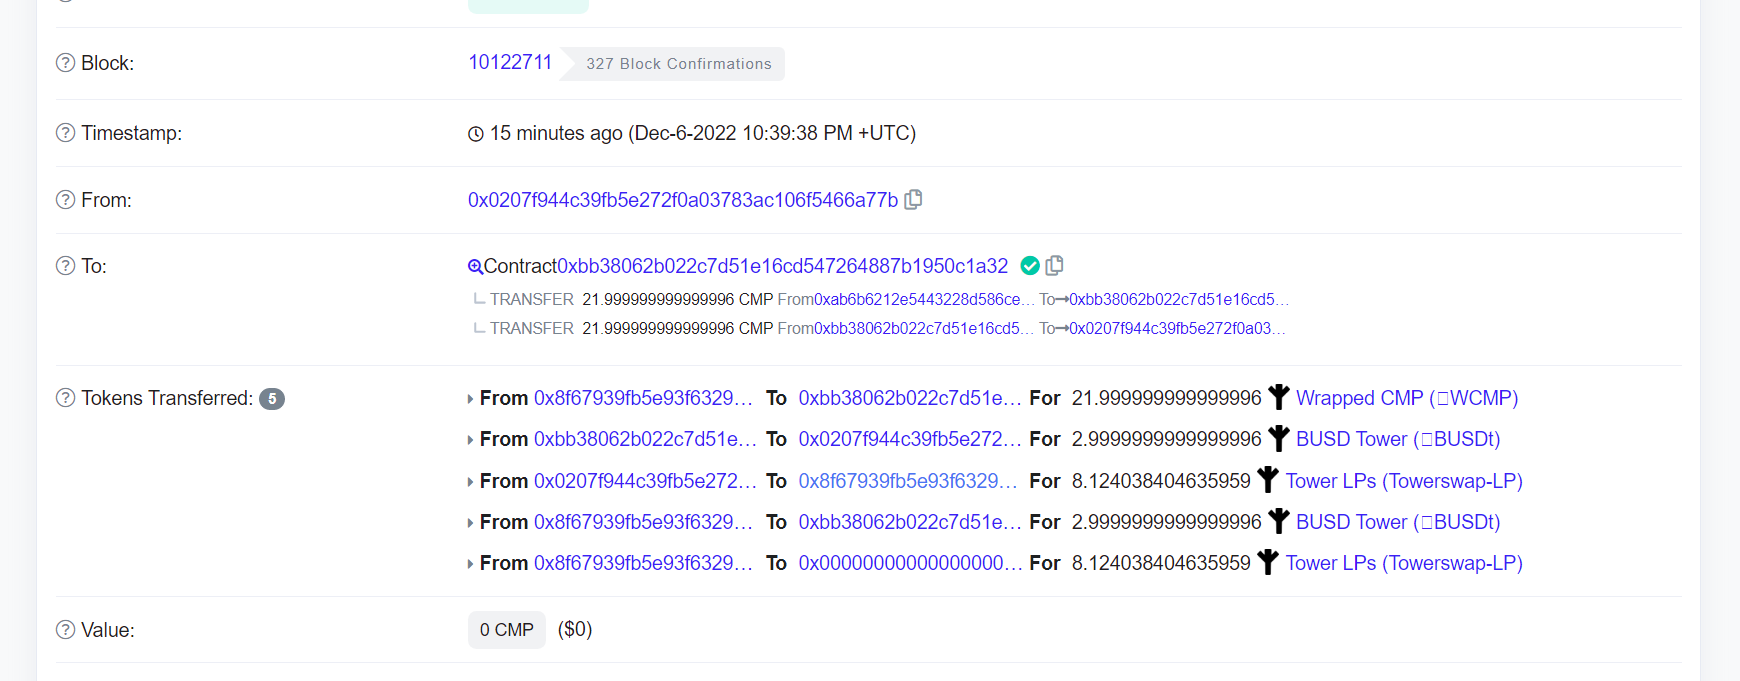 Block: 10122711 327 Block Confirmations
Timestamp: 15 minutes ago (Dec-6-2022 10:39:38 PM +UTC)
From: 0x0207f944c39fb5e272f0a03783ac106f5466a77b
To: Contract0xbb38062b022c7d51e16cd547264887b1950c1a32
TRANSFER 21.999999999999996 CMP From0xab6b6212e5443228d586ce... To→0xbb38062b022c7d51e16cd5...
TRANSFER 21.999999999999996 CMP From0xbb38062b022c7d51e16cd5... To→0x0207f944c39fb5e272f0a03...
Tokens Transferred: 5 From 0x8f67939fb5e93f6329... To 0xbb38062b022c7d51e... For 21.999999999999996 Wrapped CMP (▯WCMP)
From 0xbb38062b022c7d51e... To 0x0207f944c39fb5e272... For 2.9999999999999996 BUSD Tower (▯BUSDt)
From 0x0207f944c39fb5e272... To 0x8f67939fb5e93f6329... For 8.124038404635959 Tower LPs (Towerswap-LP)
From 0x8f67939fb5e93f6329... To 0xbb38062b022c7d51e... For 2.9999999999999996 BUSD Tower (▯BUSDt)
From 0x8f67939fb5e93f6329... To 0x00000000000000000... For 8.124038404635959 Tower LPs (Towerswap-LP)
Value: 0 CMP ($0)